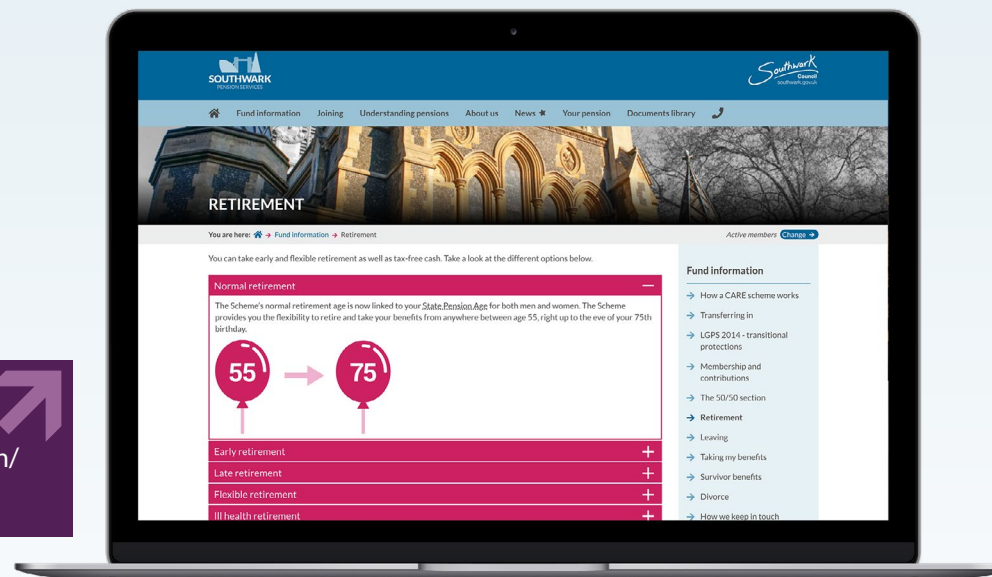 SOUTHWARK
PENSION SERVICES
Southwark
Council
southwark.gov.uk
Fund information Joining Understanding pensions About us News Your pension Documents library
RETIREMENT
You are here: → Fund information → Retirement
Active members Change →
You can take early and flexible retirement as well as tax-free cash. Take a look at the different options below.
Normal retirement
The Scheme's normal retirement age is now linked to your State Pension Age for both men and women. The Scheme
provides you the flexibility to retire and take your benefits from anywhere between age 55, right up to the eve of your 75th
birthday.
55 75
Early retirement
Late retirement
Flexible retirement
Ill health retirement
Fund information
How a CARE scheme works
Transferring in
LGPS 2014 - transitional
protections
Membership and
contributions
The 50/50 section
Retirement
Leaving
Taking my benefits
Survivor benefits
Divorce
How we keep in touch
n/